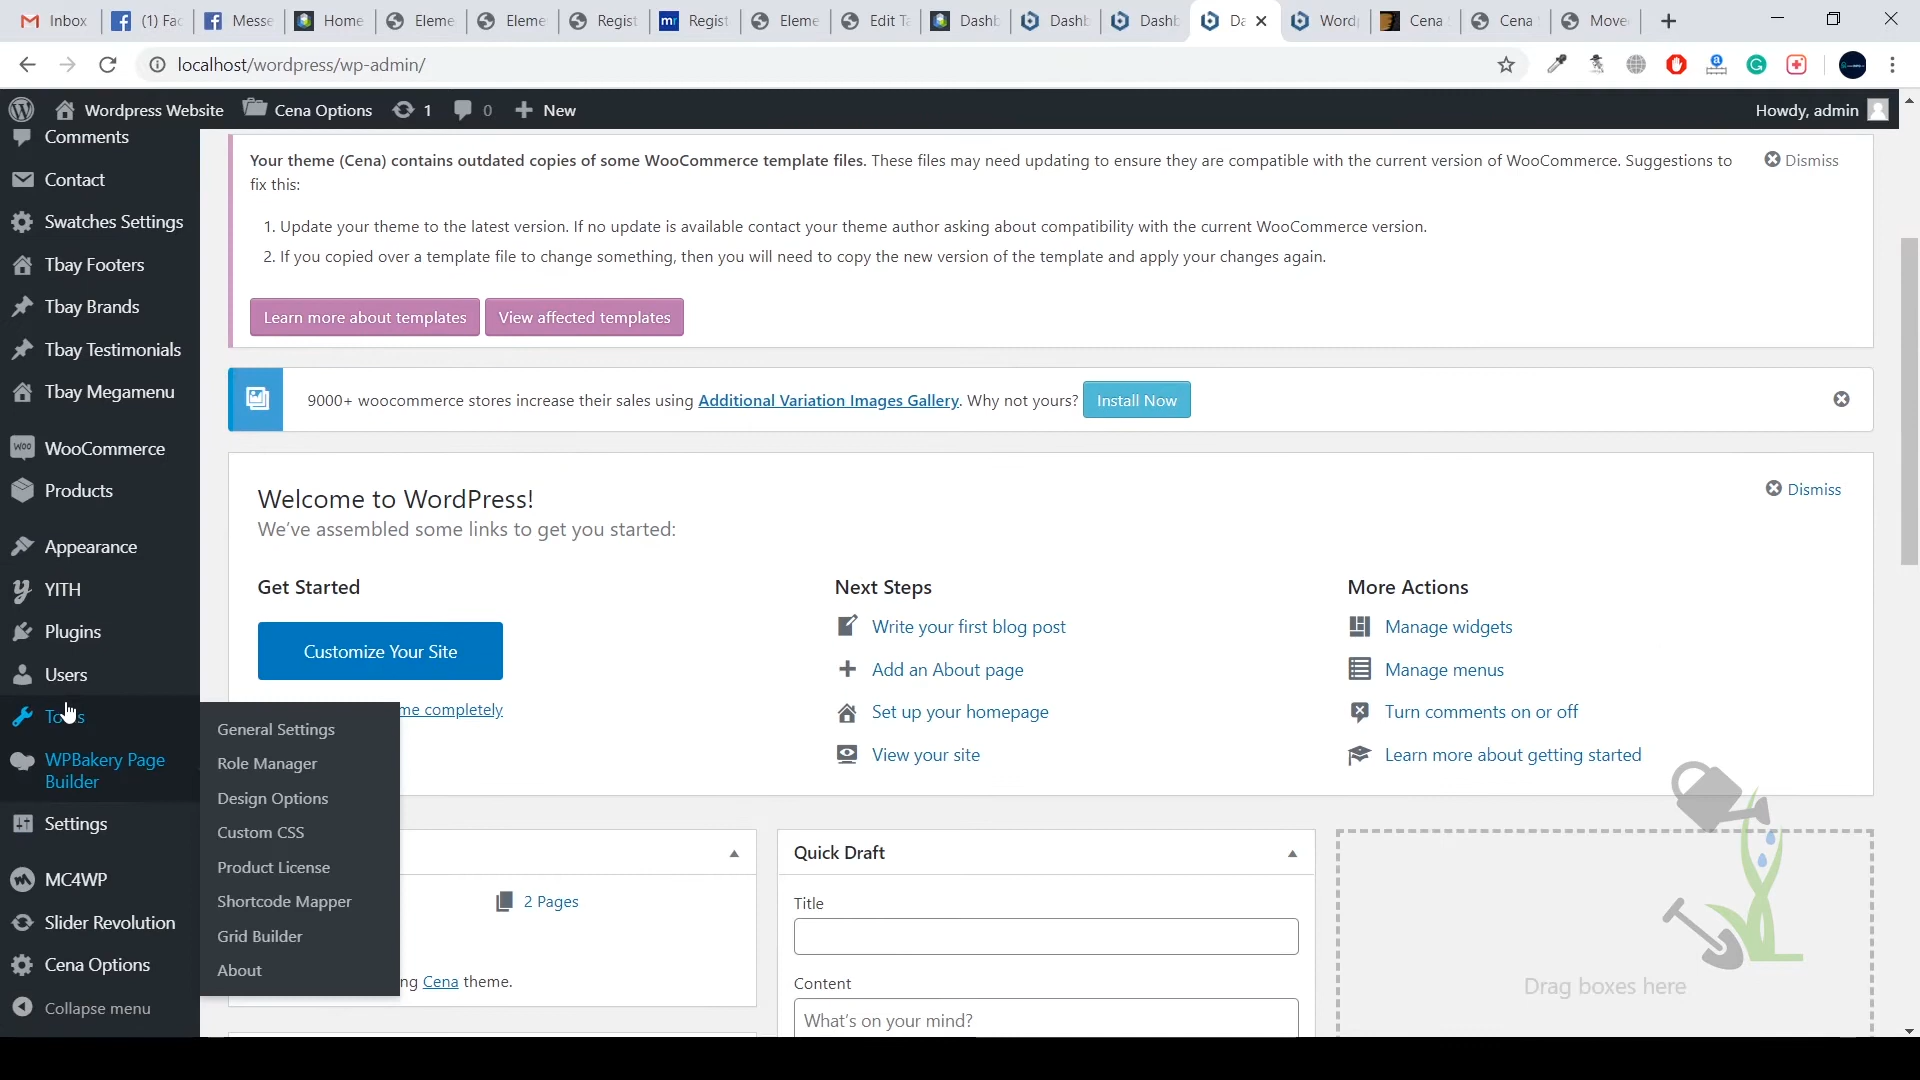 Inbox
(1) Fac
Messe
Home
Eleme
Eleme
Regist
Regist
Eleme
Edit Ta
Dashb
Dashb
Dashb
Da
Wordp
Cena
Cena
Move
localhost/wordpress/wp-admin/
Wordpress Website
Cena Options
1
0
New
Howdy, admin
Comments
Contact
Swatches Settings
Tbay Footers
Tbay Brands
Tbay Testimonials
Tbay Megamenu
WooCommerce
Products
Appearance
YITH
Plugins
Users
WPBakery Page
Builder
Settings
MC4WP
Slider Revolution
Cena Options
Collapse menu
General Settings
Role Manager
Design Options
Custom CSS
Product License
Shortcode Mapper
Grid Builder
About
Your theme (Cena) contains outdated copies of some WooCommerce template files. These files may need updating to ensure they are compatible with the current version of WooCommerce. Suggestions to
fix this:
Dismiss
1. Update your theme to the latest version. If no update is available contact your theme author asking about compatibility with the current WooCommerce version.
2. If you copied over a template file to change something, then you will need to copy the new version of the template and apply your changes again.
Learn more about templates
View affected templates
9000+ woocommerce stores increase their sales using Additional Variation Images Gallery. Why not yours?
Install Now
Welcome to WordPress!
Dismiss
We've assembled some links to get you started:
Get Started
Customize Your Site
me completely
Next Steps
Write your first blog post
Add an About page
Set up your homepage
View your site
More Actions
Manage widgets
Manage menus
Turn comments on or off
Learn more about getting started
2 Pages
ng Cena theme.
Quick Draft
Title
Content
What's on your mind?
Drag boxes here